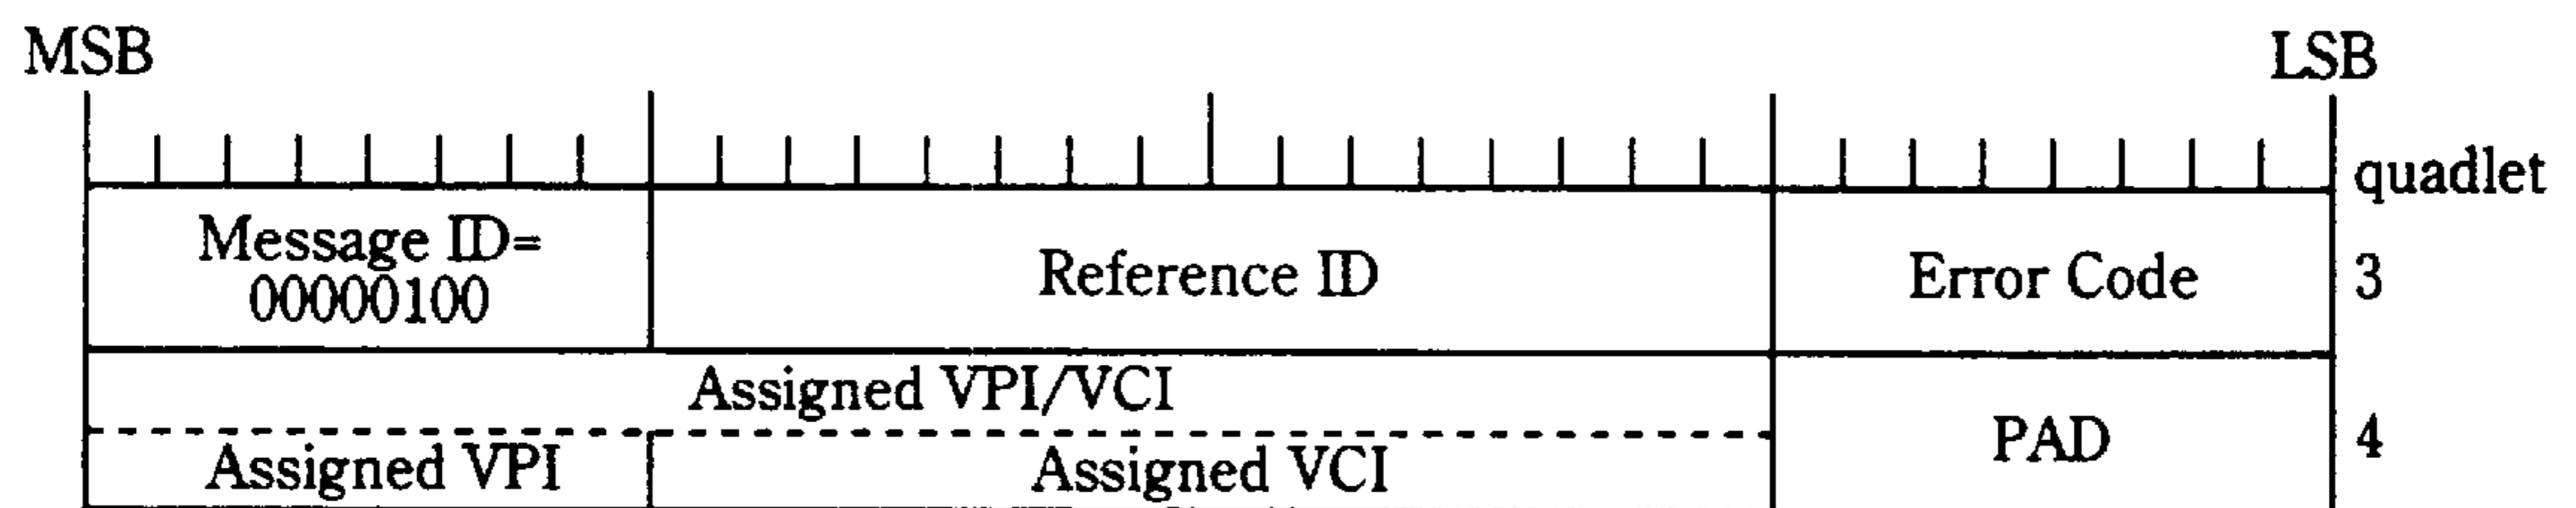 MSB
LSB
quadlet
Message ID=
00000100
Reference ID
Error Code
3
Assigned VPI/VCI
Assigned VPI
Assigned VCI
PAD
4